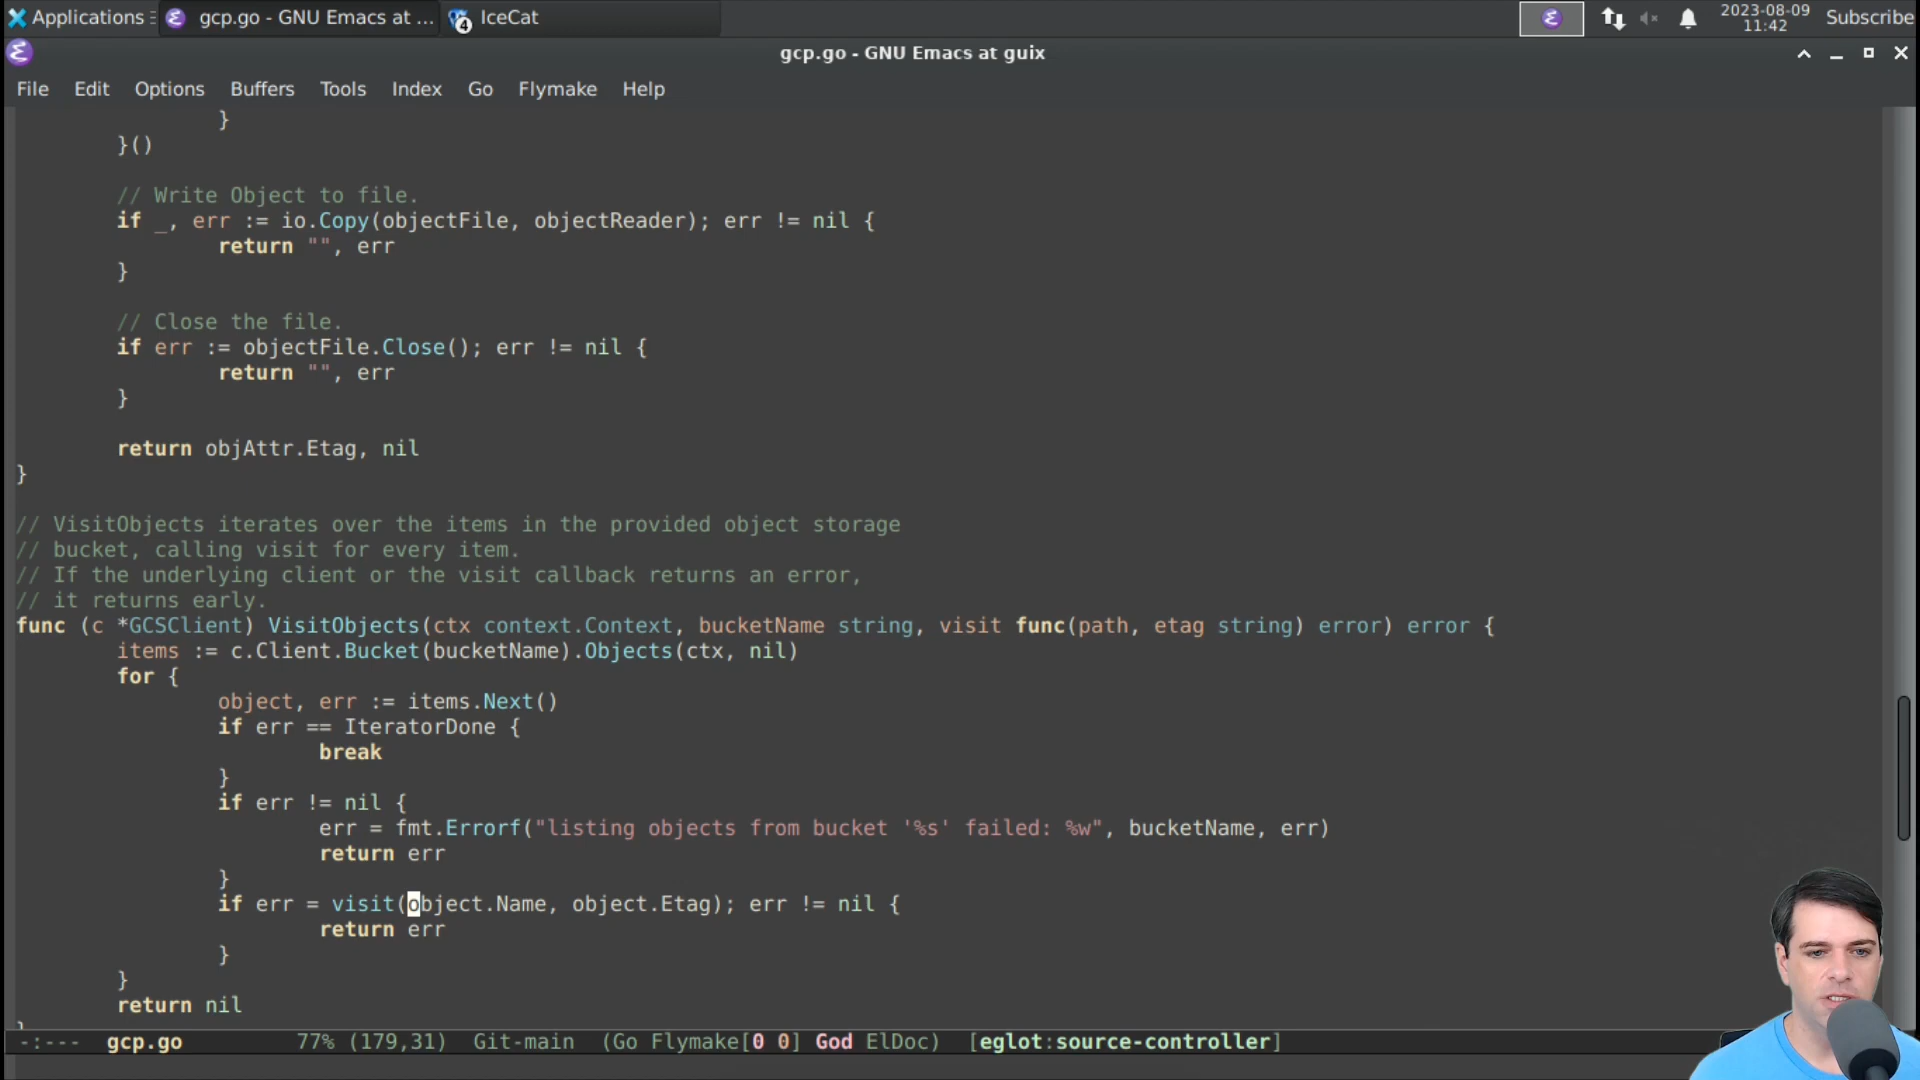 Applications
gcp.go - GNU Emacs at ...
4
IceCat
2023-08-09
11:42
Subscribe
gcp.go - GNU Emacs at guix
File Edit Options Buffers Tools Index Go Flymake Help
}
}()
// Write Object to file.
if _, err := io.Copy(objectFile, objectReader); err != nil {
return "", err
}
// Close the file.
if err := objectFile.Close(); err != nil {
return "", err
}
return objAttr.Etag, nil
}
// VisitObjects iterates over the items in the provided object storage
// bucket, calling visit for every item.
// If the underlying client or the visit callback returns an error,
// it returns early.
func (c *GCSClient) VisitObjects(ctx context.Context, bucketName string, visit func(path, etag string) error) error {
items := c.Client.Bucket(bucketName).Objects(ctx, nil)
for {
object, err := items.Next()
if err == IteratorDone {
break
}
if err != nil {
err = fmt.Errorf("listing objects from bucket '%s' failed: %w", bucketName, err)
return err
}
if err = visit(object.Name, object.Etag); err != nil {
return err
}
}
return nil
-:--- gcp.go 77% (179,31) Git-main (Go Flymake[0 0] God ElDoc) [eglot:source-controller]